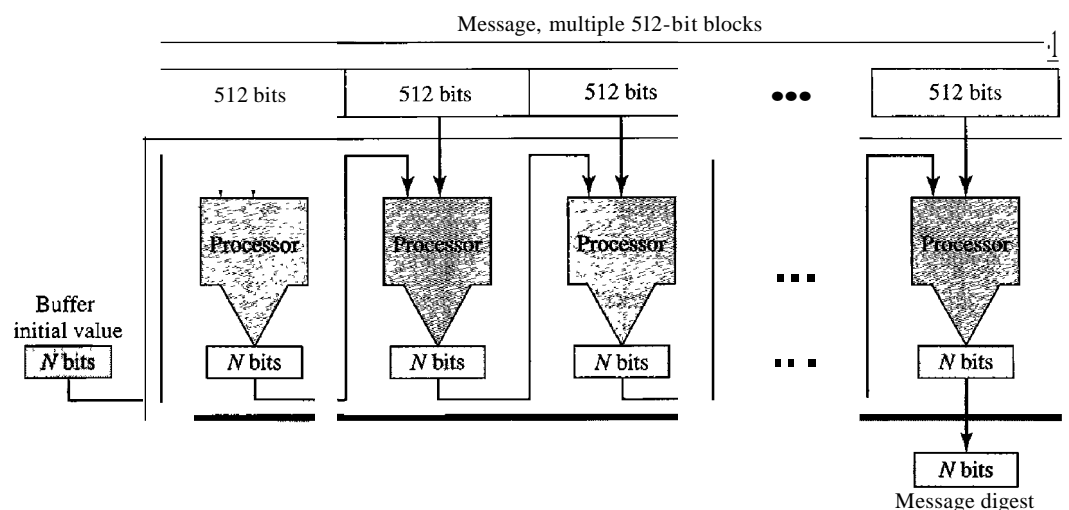 Message, multiple 512-bit blocks
512 bits 512 bits 512 bits ••• 512 bits
Processor Processor Processor ... Processor
Buffer
initial value
N bits N bits N bits N bits ... N bits
N bits
Message digest